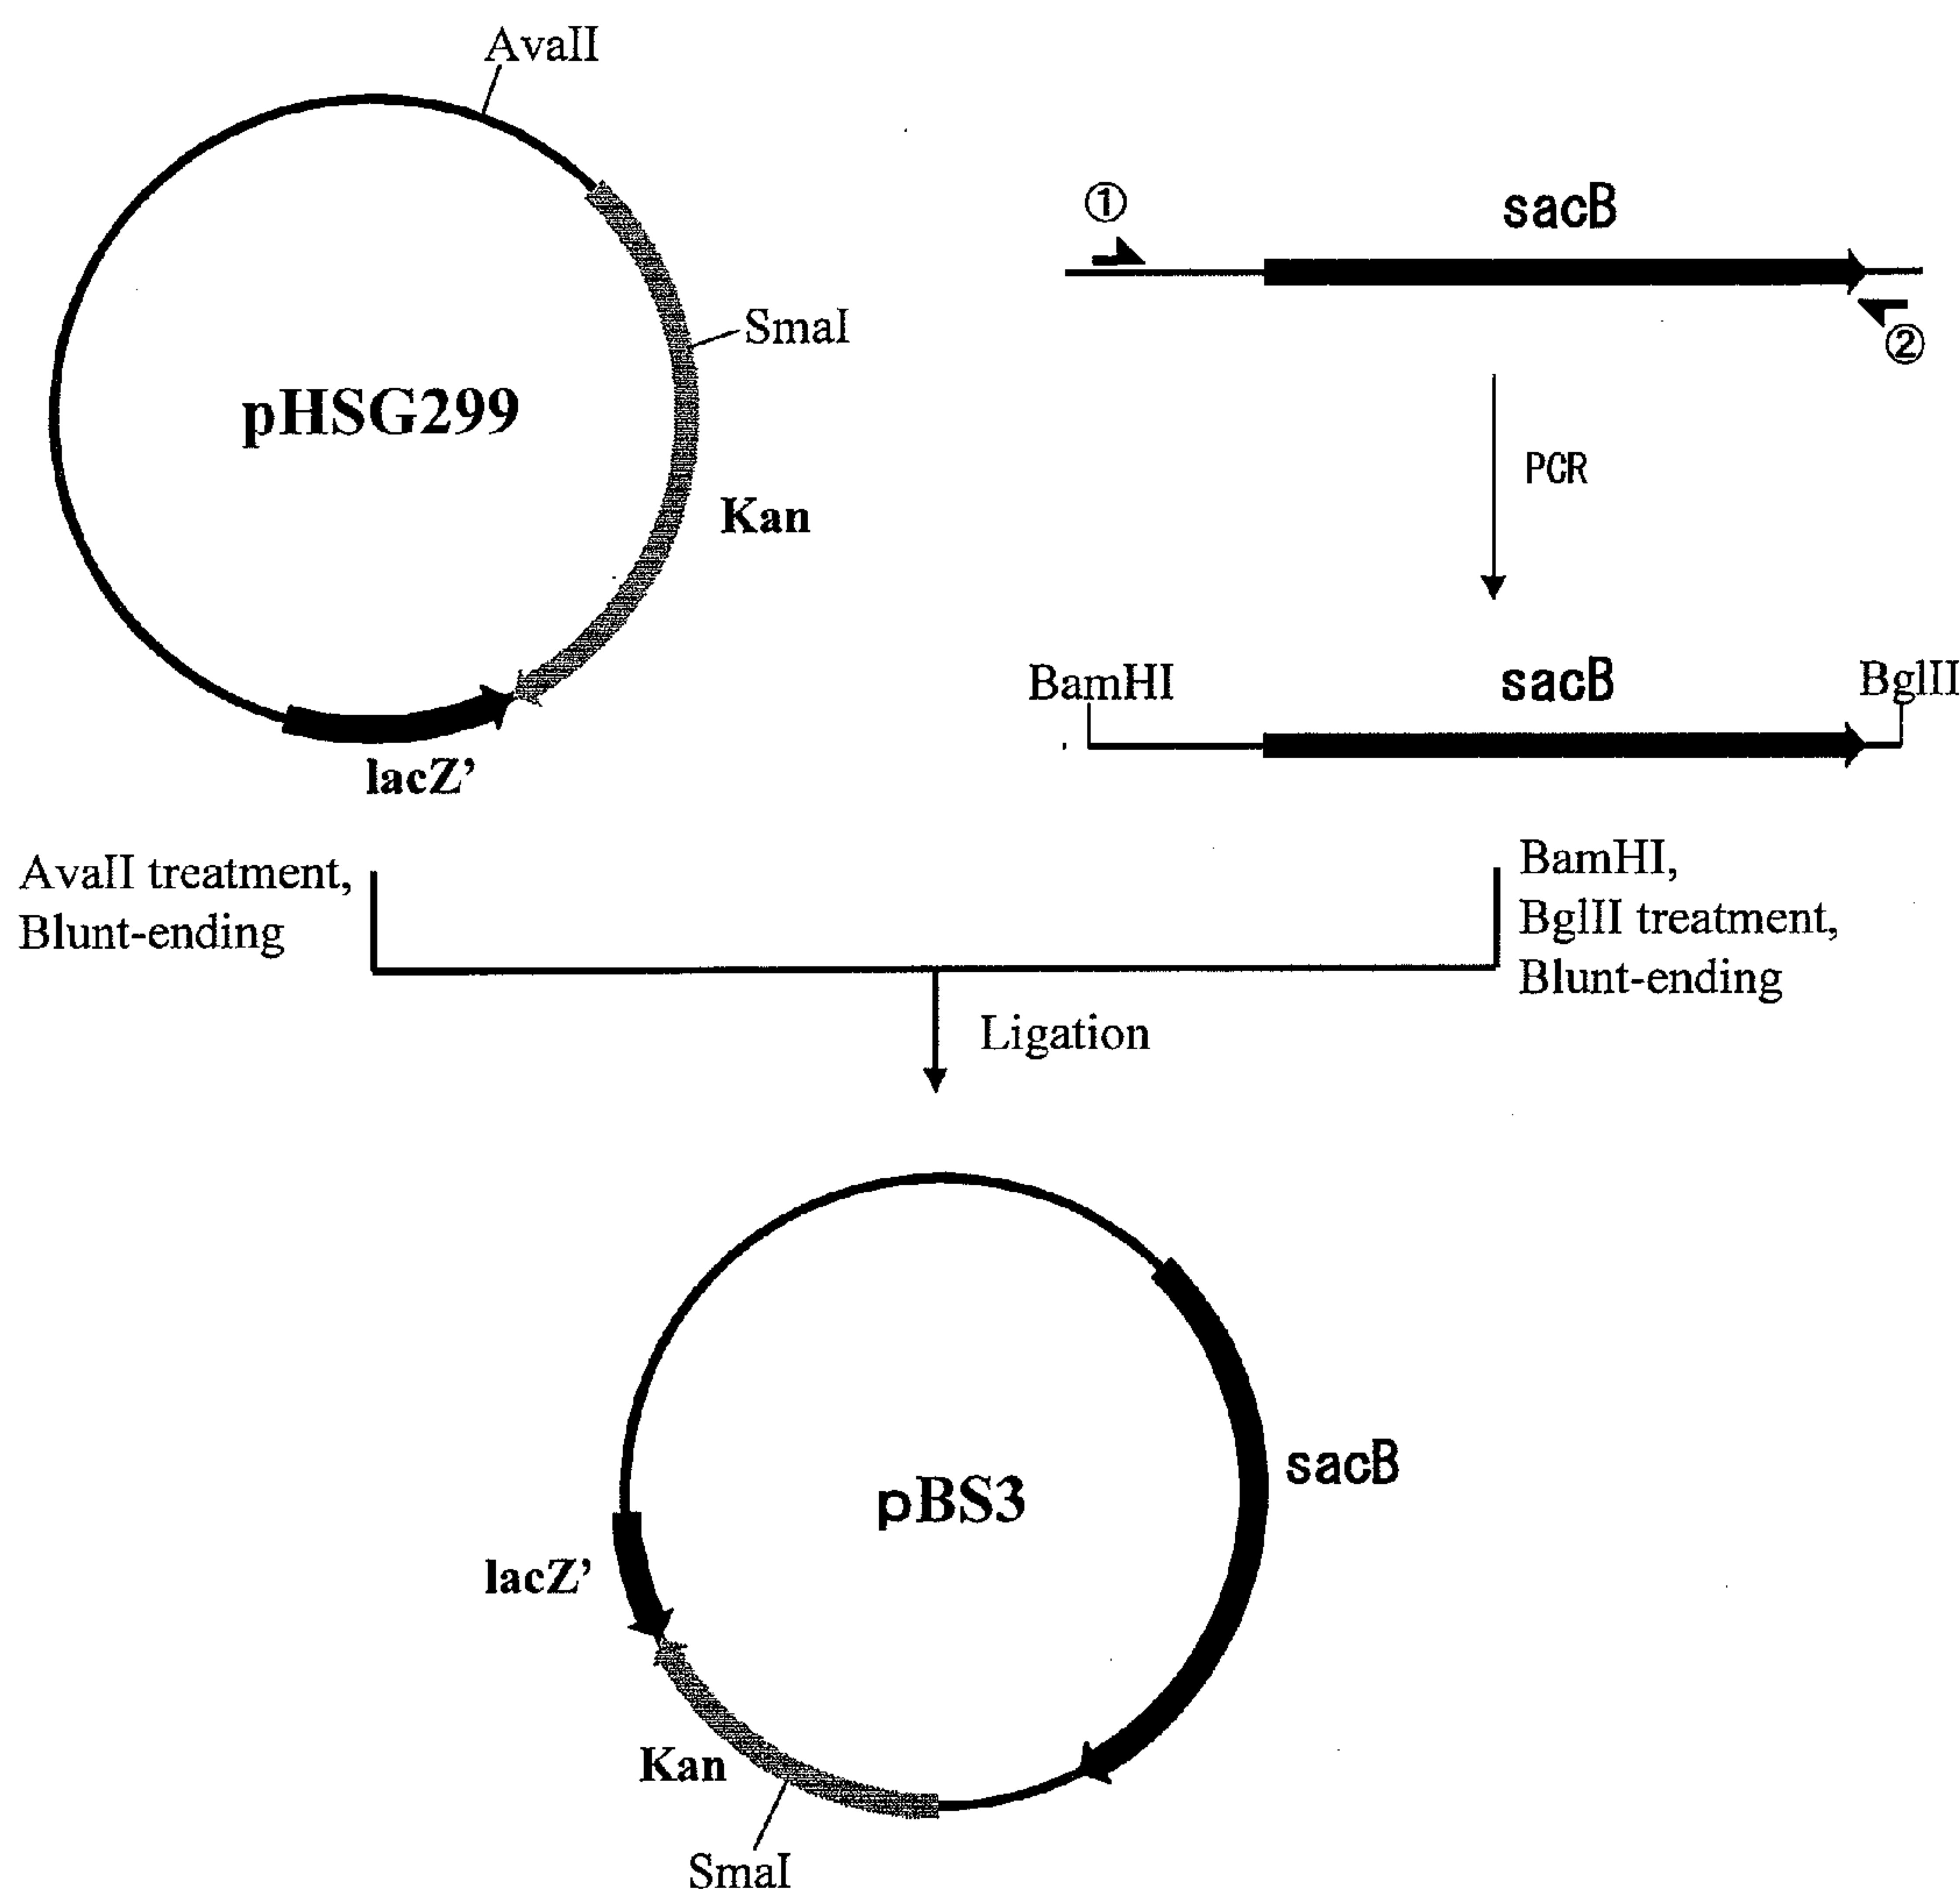 AvaII
SmaI
pHSG299
Kan
lacZ’
①
sacB
②
PCR
BamHI
sacB
BglII
AvaII treatment,
Blunt-ending
BamHI,
BglII treatment,
Blunt-ending
Ligation
sacB
pBS3
lacZ’
Kan
SmaI